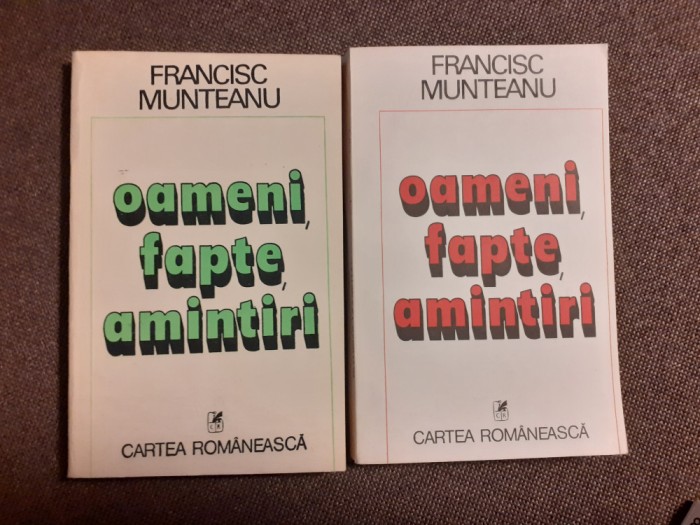 FRANCISC
MUNTEANU
oameni,
fapte,
amintiri
C R
CARTEA ROMÂNEASCĂ
FRANCISC
MUNTEANU
oameni,
fapte,
amintiri
C R
CARTEA ROMÂNEASCĂ